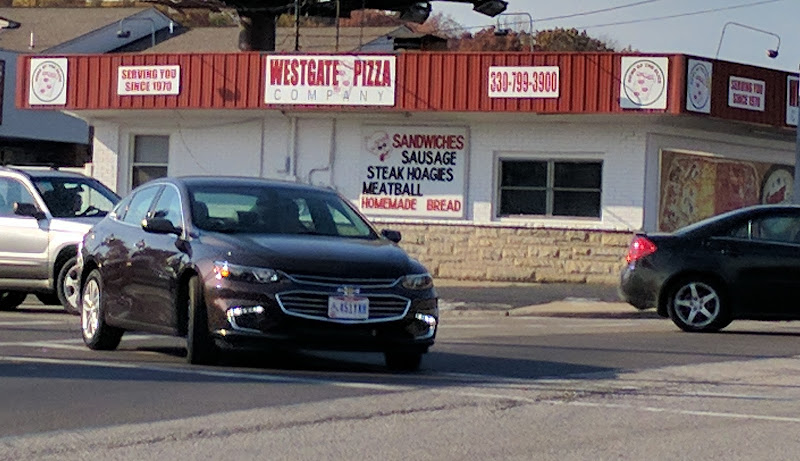 SERVING YOU
SINCE 1970
WESTGATE PIZZA
COMPANY
330-799-3900
SERVING YOU
SINCE 1970
SANDWICHES
SAUSAGE
STEAK HOAGIES
MEATBALL
HOMEMADE BREAD